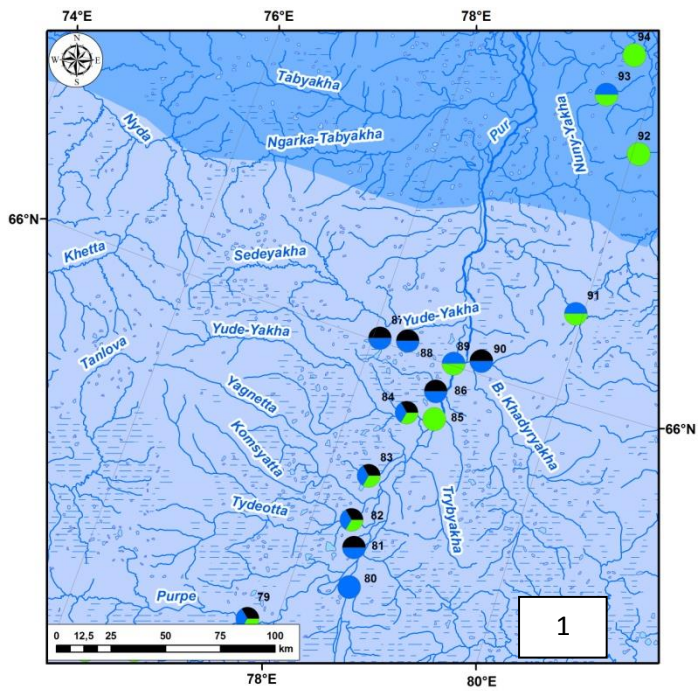 74°E 76°E 78°E
N
W E
S
94
93
Tabyakha
Nyda
Ngarka-Tabyakha
Pur
Nuny-Yakha
92
66°N
Khetta
Sedeyakha
91
87
Yude-Yakha
Yude-Yakha
88
89
90
Tanlova
Yagnetta
84
86
85
B. Khadyryakha
66°N
Komsyatta
83
Tydeotta
82
Trybyakha
81
80
Purpe
79
0 12,5 25 50 75 100
km
1
78°E 80°E